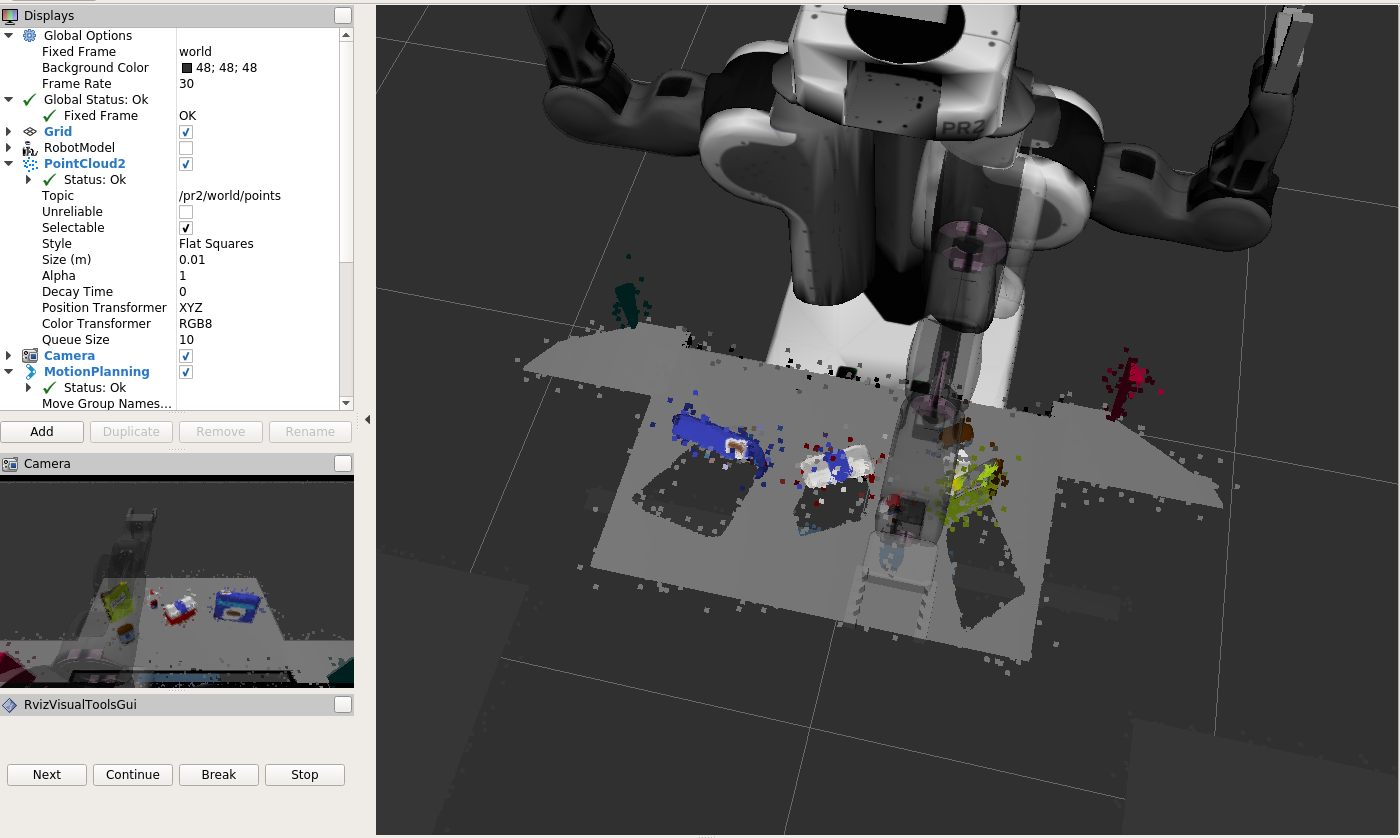 Displays
Global Options
Fixed Frame world
Background Color 48; 48; 48
Frame Rate 30
Global Status: Ok
Fixed Frame OK
Grid
RobotModel
PointCloud2
Status: Ok
Topic /pr2/world/points
Unreliable
Selectable
Style Flat Squares
Size (m) 0.01
Alpha 1
Decay Time 0
Position Transformer XYZ
Color Transformer RGB8
Queue Size 10
Camera
MotionPlanning
Status: Ok
Move Group Names...
Add Duplicate Remove Rename
Camera
RvizVisualToolsGui
Next Continue Break Stop
PR2